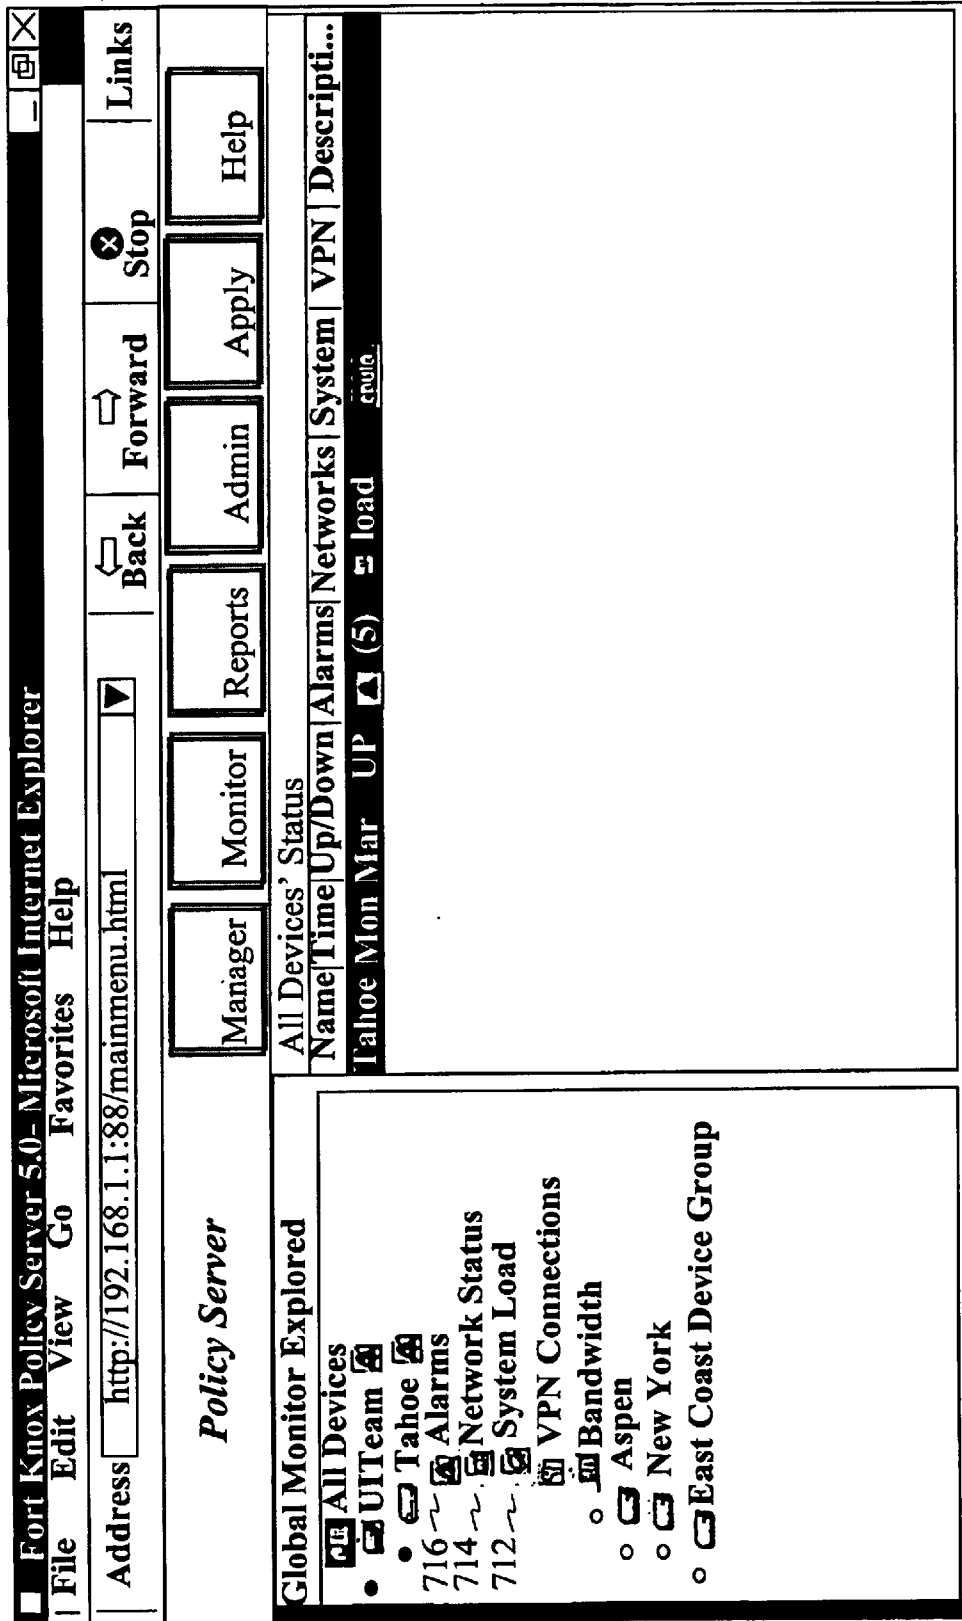 Fort Knox Policy Server 5.0- Microsoft Internet Explorer
File Edit View Go Favorites Help
Address http://192.168.1.1:88/mainmenu.html Back Forward Stop Links
Policy Server Manager Monitor Reports Admin Apply Help
Global Monitor Explored
All Devices
UITeam
Tahoe
716 Alarms
714 Network Status
712 System Load
VPN Connections
Bandwidth
Aspen
New York
East Coast Device Group
All Devices' Status
Name Time Up/Down Alarms Networks System VPN Descripti...
Tahoe Mon Mar UP (5) load